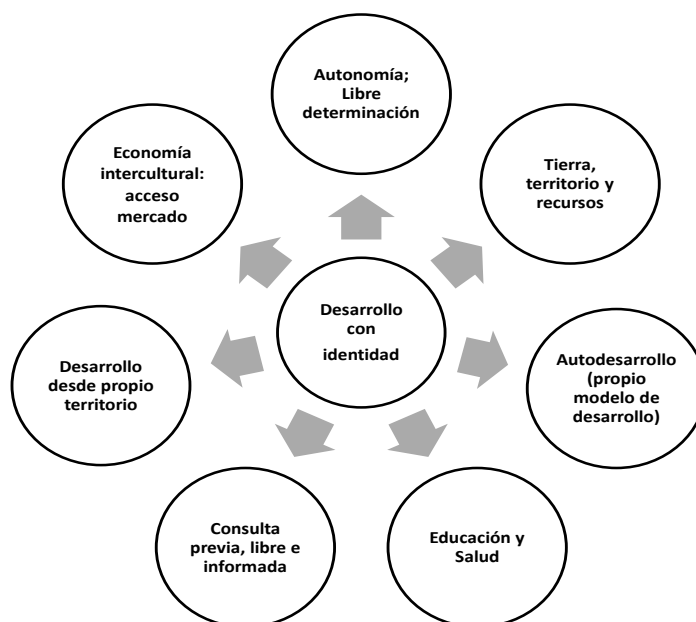 Autonomía;
Libre
determinación
Tierra,
territorio y
recursos
Autodesarrollo
(propio
modelo de
desarrollo)
Educación y
Salud
Consulta
previa, libre e
informada
Desarrollo
desde propio
territorio
Economía
intercultural:
acceso
mercado
Desarrollo
con
identidad